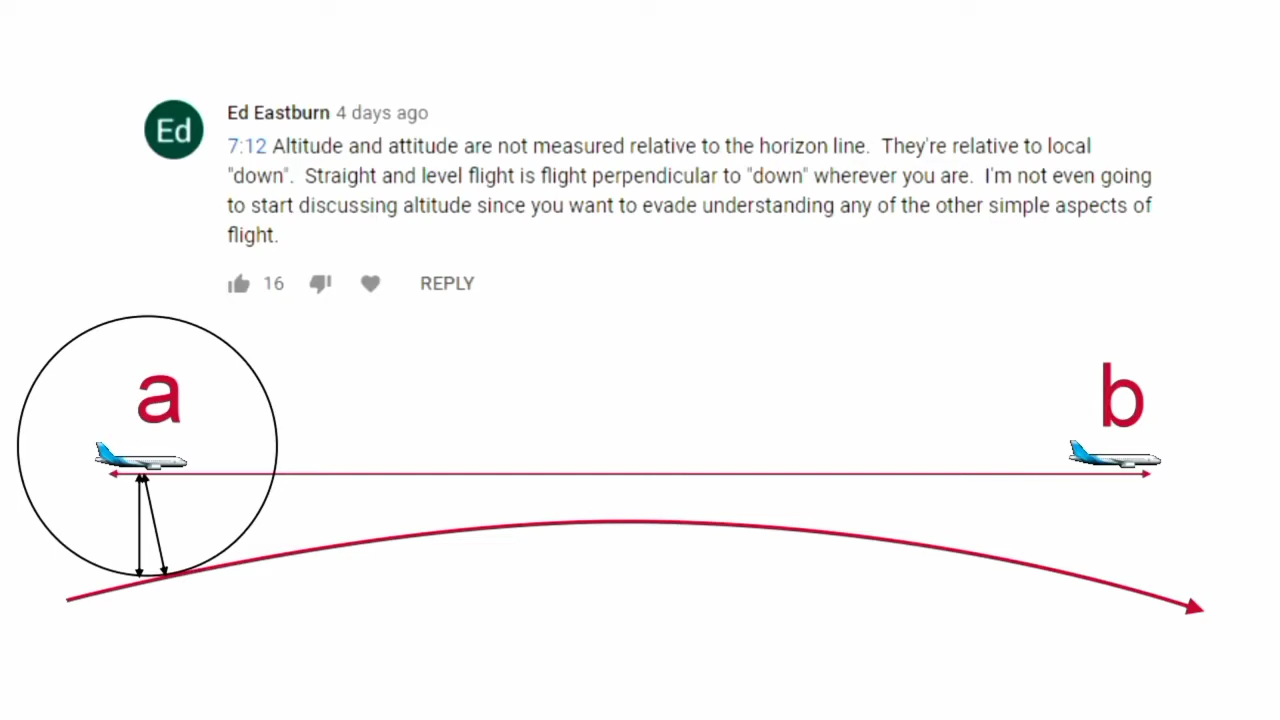 Ed
Ed Eastburn 4 days ago
7:12 Altitude and attitude are not measured relative to the horizon line. They're relative to local
"down". Straight and level flight is flight perpendicular to "down" wherever you are. I'm not even going
to start discussing altitude since you want to evade understanding any of the other simple aspects of
flight.
16 REPLY
a
b